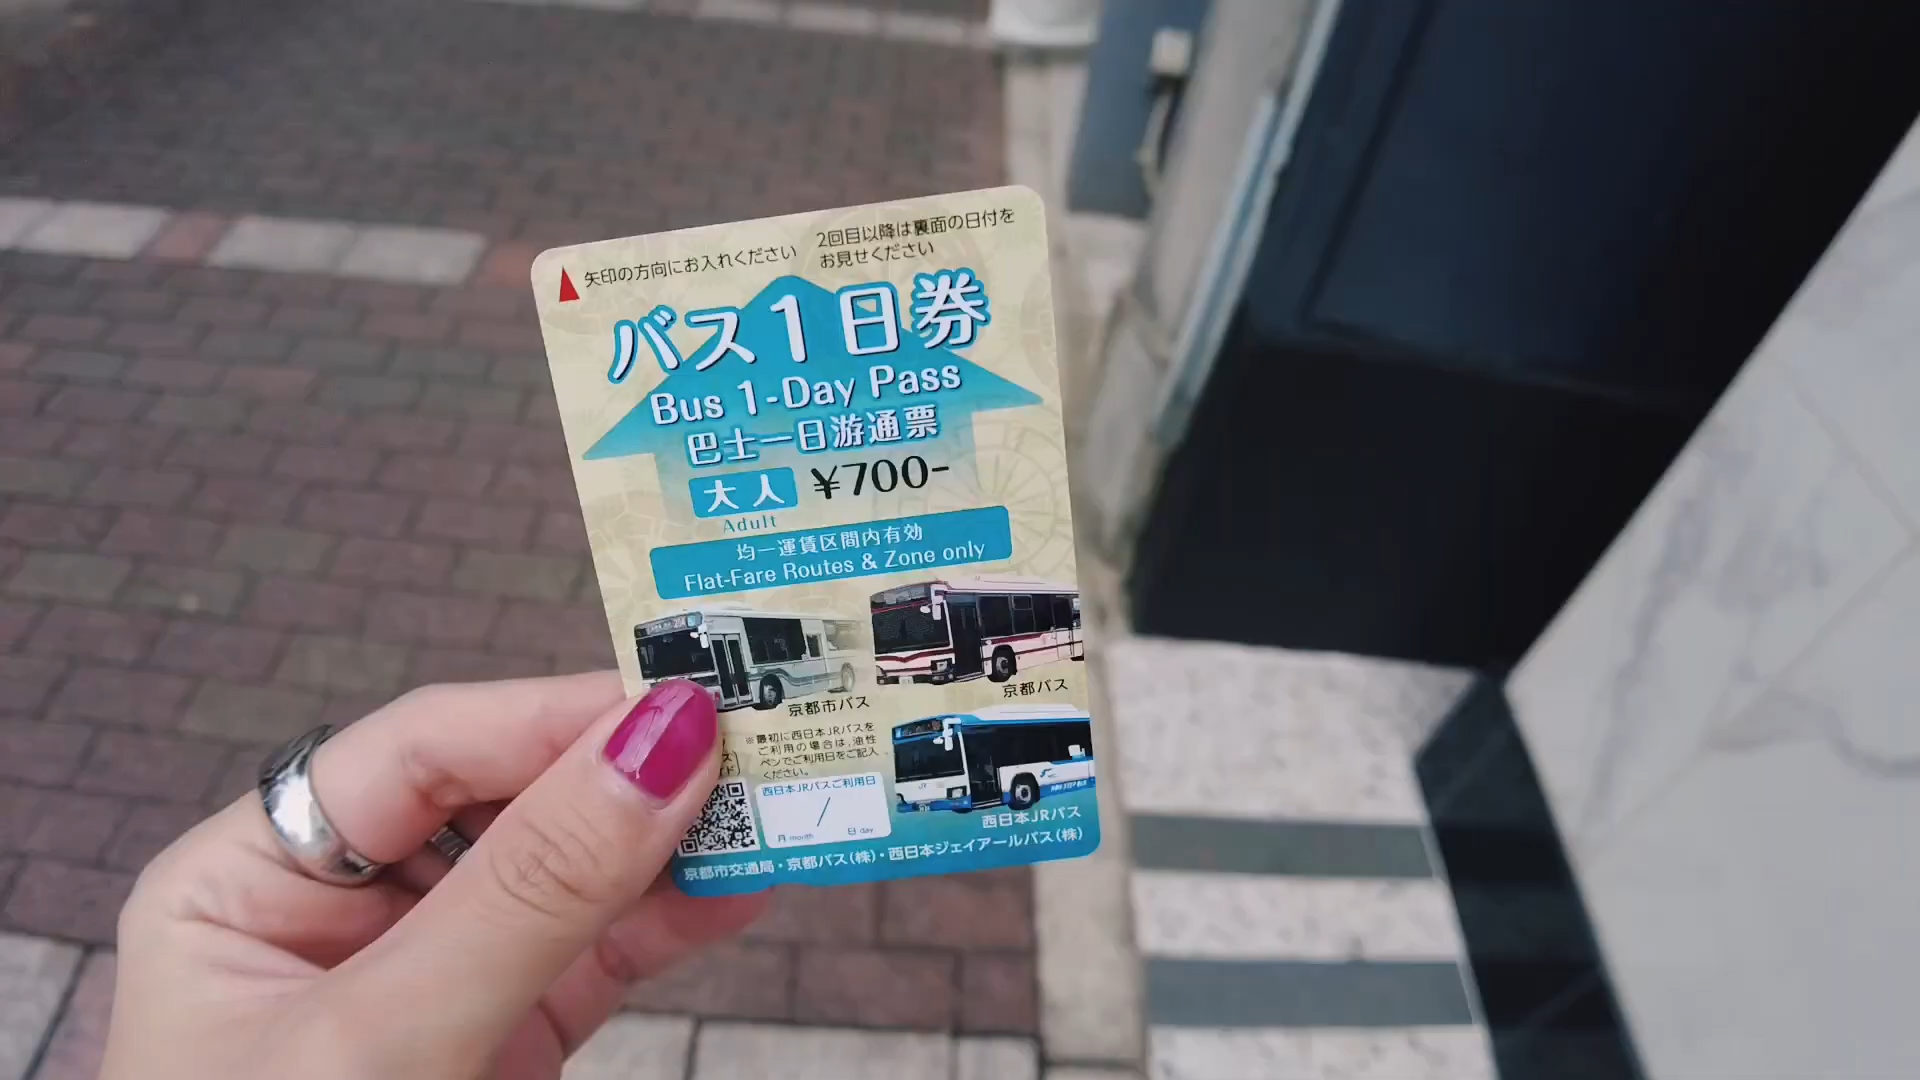 矢印の方向にお入れください
2回目以降は裏面の日付を
お見せください
バス1日券
Bus 1-Day Pass
巴士一日游通票
大人 ¥700-
Adult
均一運賃区間内有効
Flat-Fare Routes & Zone only
京都市バス
京都バス
※最初に西日本JRバスを
ご利用の場合は、油性
ペンでご利用日をご記入
ください。
西日本JRバスご利用日
/
月 month 日 day
西日本JRバス
京都市交通局・京都バス(株)・西日本ジェイアールバス(株)